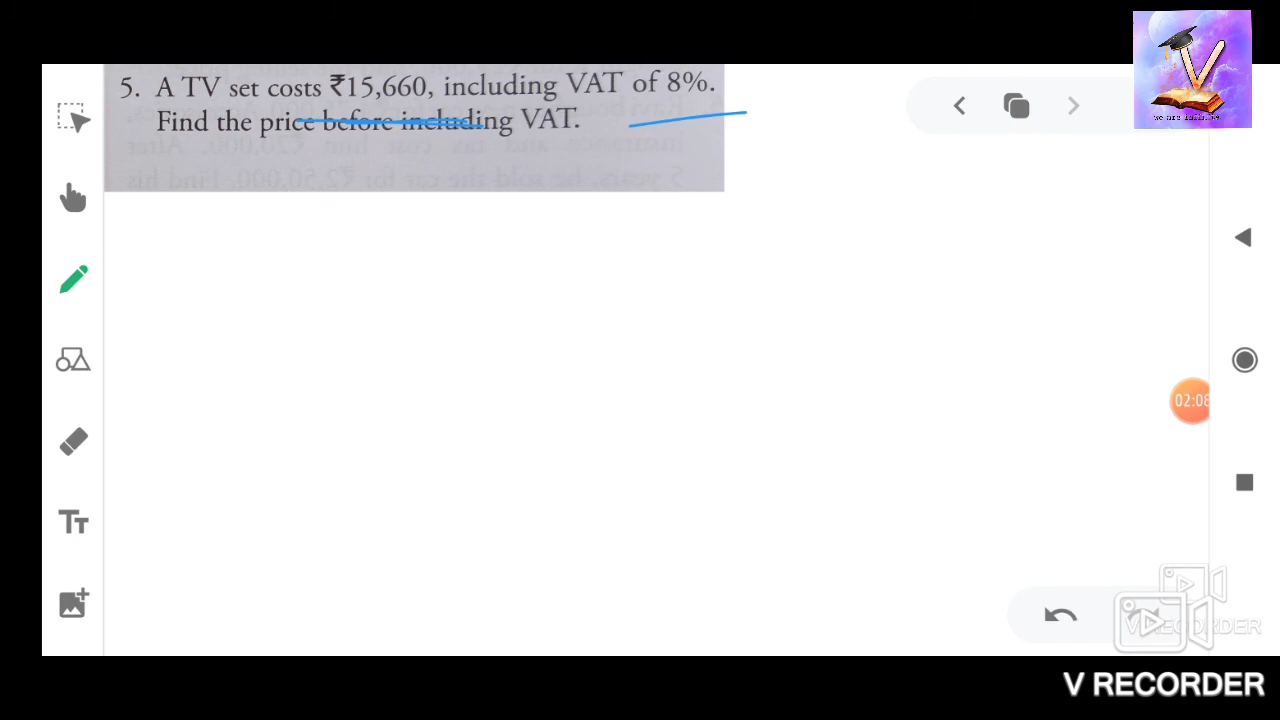 5. A TV set costs ₹15,660, including VAT of 8%.
Find the price before including VAT.
02:08
V RECORDER
V RECORDER